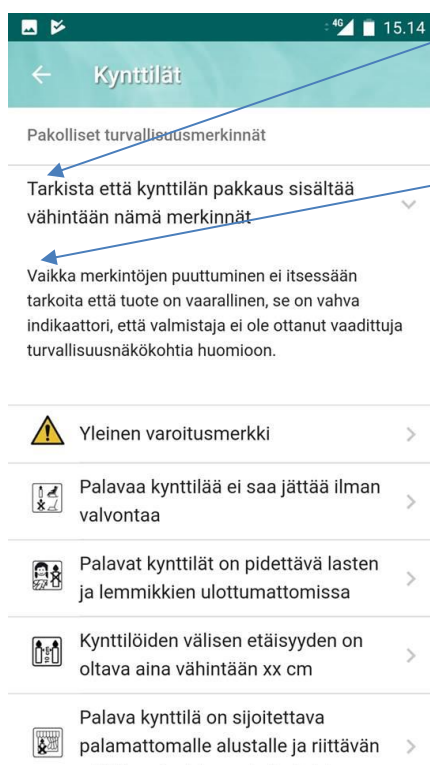 4G 15.14
Kynttilät
Pakolliset turvallisuusmerkinnät
Tarkista että kynttilän pakkaus sisältää
vähintään nämä merkinnät
Vaikka merkintöjen puuttuminen ei itsessään
tarkoita että tuote on vaarallinen, se on vahva
indikaattori, että valmistaja ei ole ottanut vaadittuja
turvallisuusnäkökohtia huomioon.
Yleinen varoitusmerkki
Palavaa kynttilää ei saa jättää ilman
valvontaa
Palavat kynttilät on pidettävä lasten
ja lemmikkien ulottumattomissa
Kynttilöiden välisen etäisyyden on
oltava aina vähintään xx cm
Palava kynttilä on sijoitettava
palamattomalle alustalle ja riittävän